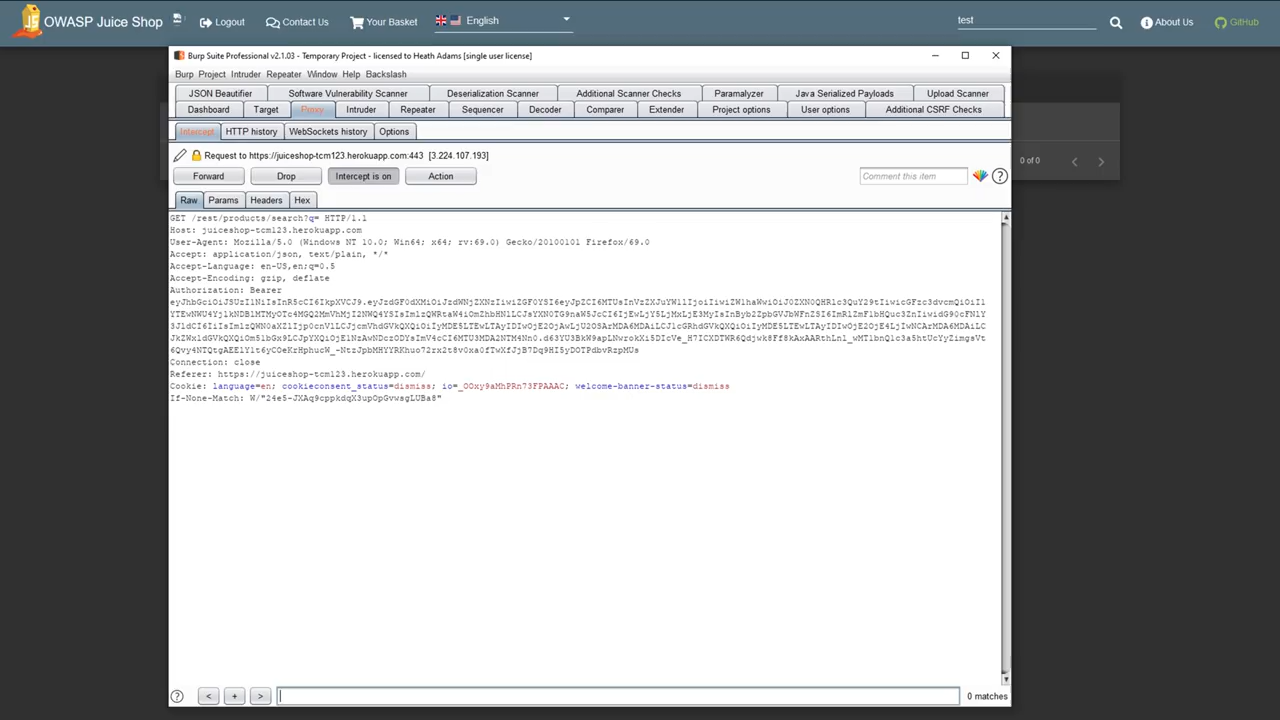 OWASP Juice Shop
Logout
Contact Us
Your Basket
English
test
About Us
GitHub
Burp Suite Professional v2.1.03 - Temporary Project - licensed to Heath Adams [single user license]
Burp Project Intruder Repeater Window Help Backslash
JSON Beautifier Software Vulnerability Scanner Deserialization Scanner Additional Scanner Checks Paramalyzer Java Serialized Payloads Upload Scanner
Dashboard Target Proxy Intruder Repeater Sequencer Decoder Comparer Extender Project options User options Additional CSRF Checks
Intercept HTTP history WebSockets history Options
Request to https://juiceshop-tcm123.herokuapp.com:443 [3.224.107.193]
0 of 0
Forward Drop Intercept is on Action Comment this item
Raw Params Headers Hex
GET /rest/products/search?q= HTTP/1.1
Host: juiceshop-tcm123.herokuapp.com
User-Agent: Mozilla/5.0 (Windows NT 10.0; Win64; x64; rv:69.0) Gecko/20100101 Firefox/69.0
Accept: application/json, text/plain, */*
Accept-Language: en-US,en;q=0.5
Accept-Encoding: gzip, deflate
Authorization: Bearer
Connection: close
Referer: https://juiceshop-tcm123.herokuapp.com/
Cookie: language=en; cookieconsent_status=dismiss; io=_OOxy9aMhPRn73FPAAAC; welcome-banner-status=dismiss
If-None-Match: W/"24e5-JXAq9cppkdqX3upOpGvwsgLUBa8"
< + > 0 matches